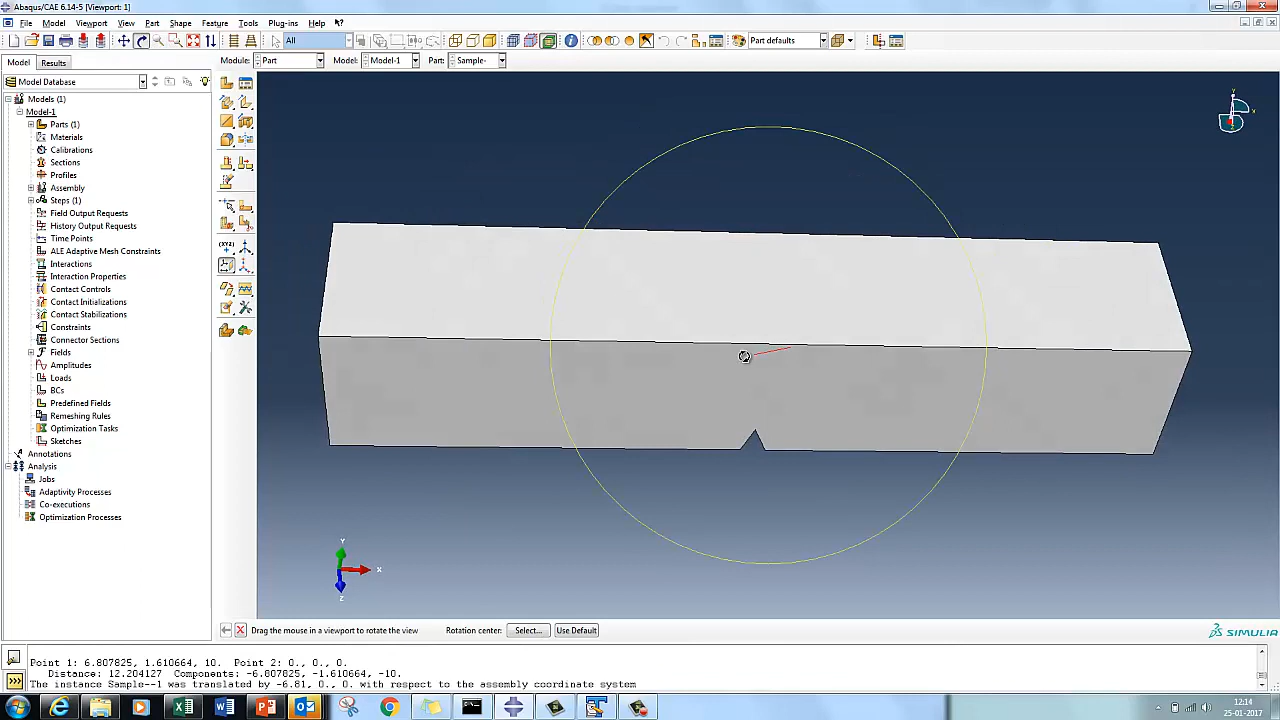 Abaqus/CAE 6.14-5 [Viewport: 1]
File Model Viewport View Part Shape Feature Tools Plug-ins Help
All
Part defaults
Model Results
Module: Part Model: Model-1 Part: Sample-
Model Database
Models (1)
Model-1
Parts (1)
Materials
Calibrations
Sections
Profiles
Assembly
Steps (1)
Field Output Requests
History Output Requests
Time Points
ALE Adaptive Mesh Constraints
Interactions
Interaction Properties
Contact Controls
Contact Initializations
Contact Stabilizations
Constraints
Connector Sections
Fields
Amplitudes
Loads
BCs
Predefined Fields
Remeshing Rules
Optimization Tasks
Sketches
Annotations
Analysis
Jobs
Adaptivity Processes
Co-executions
Optimization Processes
(XYZ)
Y
X
Z
Drag the mouse in a viewport to rotate the view Rotation center: Select... Use Default
SIMULIA
Point 1: 6.807825, 1.610664, 10. Point 2: 0., 0., 0.
Distance: 12.204127 Components: -6.807825, -1.610664, -10.
The instance Sample--1 was translated by -6.81, 0., 0. with respect to the assembly coordinate system
>>>
12:14
25-01-2017